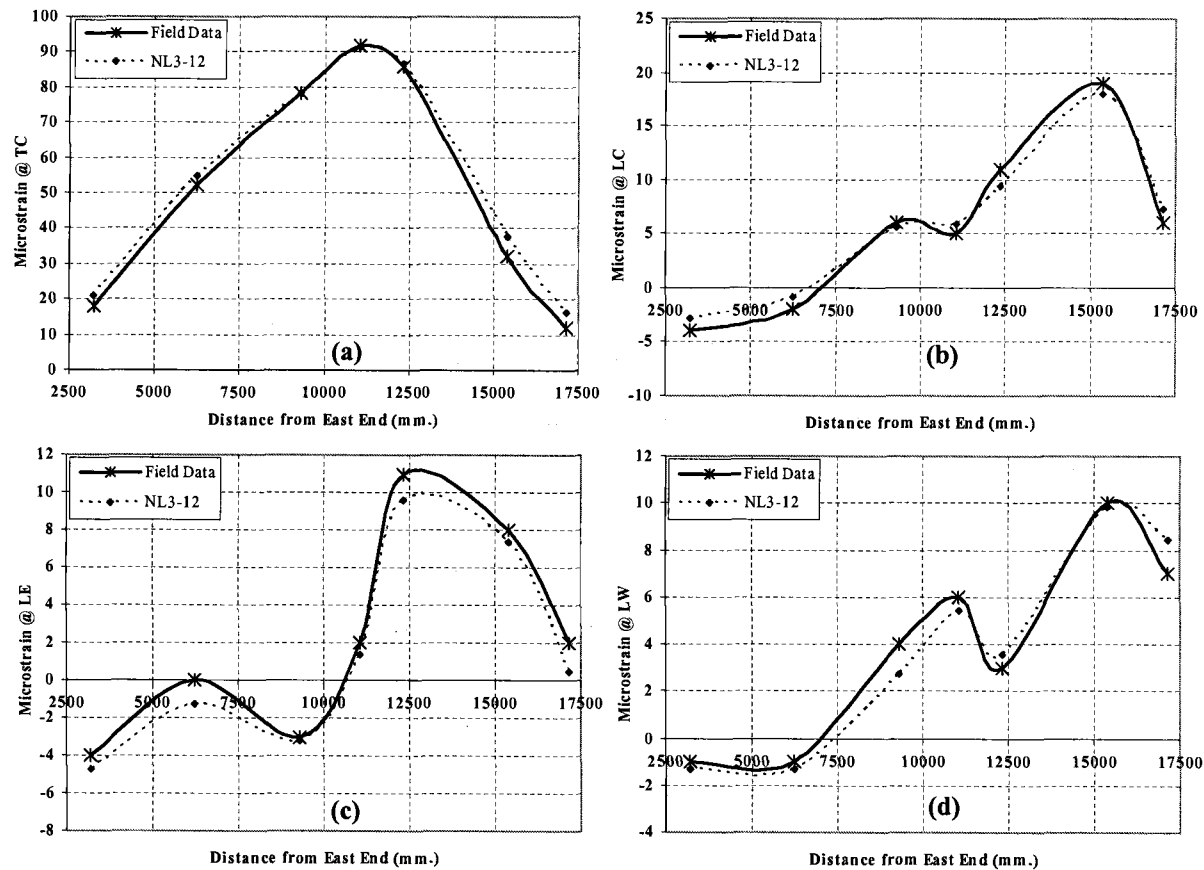 100
90
80
70
60
50
40
30
20
10
0
Microstrain @ TC
Field Data
NL3-12
(a)
2500 5000 7500 10000 12500 15000 17500
Distance from East End (mm.)
25
20
15
10
5
0
-5
-10
Microstrain @ LC
Field Data
NL3-12
2500 5000 7500 10000 12500 15000 17500
(b)
Distance from East End (mm.)
12
10
8
6
4
2
0
-2
-4
-6
-8
Microstrain @ LE
Field Data
NL3-12
2500 5000 7500 10000 12500 15000 17500
(c)
Distance from East End (mm.)
12
10
8
6
4
2
0
-2
-4
Microstrain @ LW
Field Data
NL3-12
2500 5000 7500 10000 12500 15000 17500
(d)
Distance from East End (mm.)